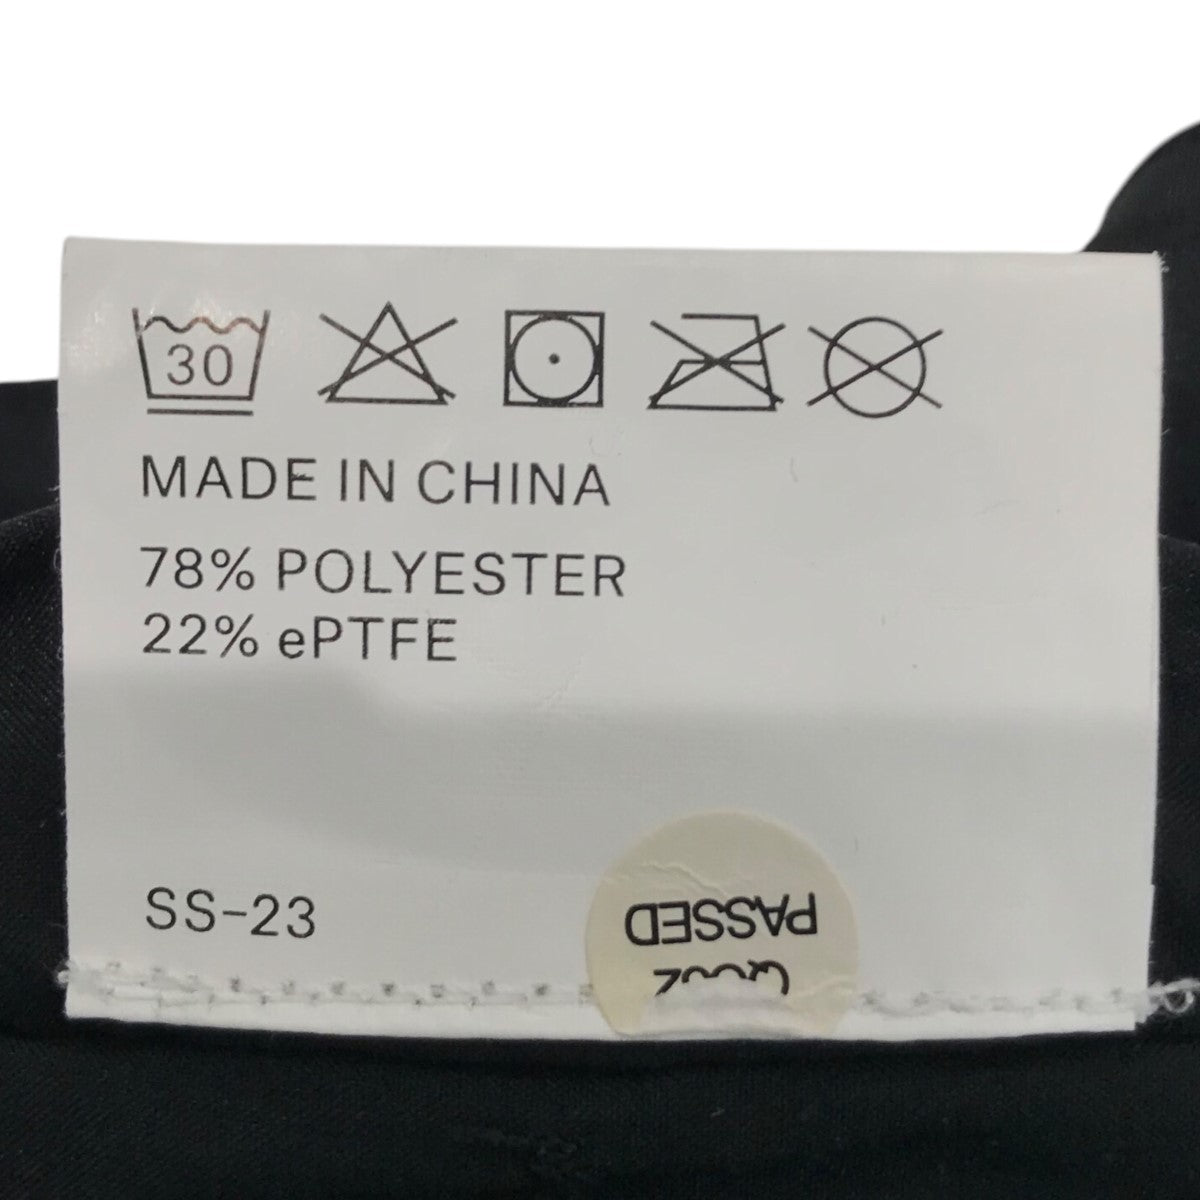 30
MADE IN CHINA
78% POLYESTER
22% ePTFE
SS-23
PASSED